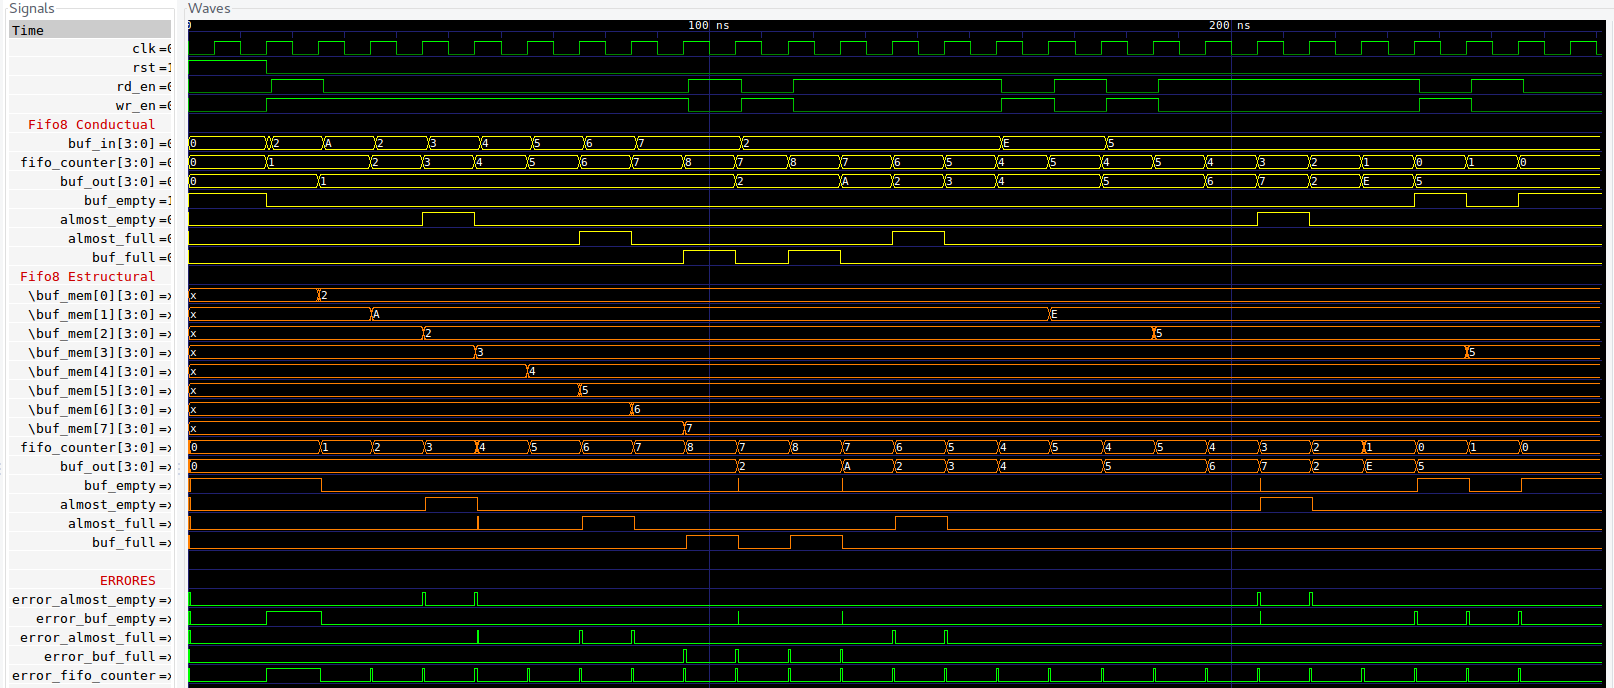 Signals
Waves
Time
0 100 ns 200 ns
clk =0
rst =1
rd_en =0
wr_en =0
Fifo8 Conductual
buf_in[3:0] =0 0 2 A 2 3 4 5 6 7 2 E 5
fifo_counter[3:0] =0 0 1 2 3 4 5 6 7 8 7 8 7 6 5 4 5 4 5 4 3 2 1 0 1 0
buf_out[3:0] =0 0 1 2 A 2 3 4 5 6 7 2 E 5
buf_empty =1
almost_empty =0
almost_full =0
buf_full =0
Fifo8 Estructural
\buf_mem[0][3:0] =x x 2
\buf_mem[1][3:0] =x x A E
\buf_mem[2][3:0] =x x 2 5
\buf_mem[3][3:0] =x x 3 5
\buf_mem[4][3:0] =x x 4
\buf_mem[5][3:0] =x x 5
\buf_mem[6][3:0] =x x 6
\buf_mem[7][3:0] =x x 7
fifo_counter[3:0] =x 0 1 2 3 4 5 6 7 8 7 8 7 6 5 4 5 4 5 4 3 2 1 0 1 0
buf_out[3:0] =x 0 2 A 2 3 4 5 6 7 2 E 5
buf_empty =x
almost_empty =x
almost_full =x
buf_full =x
ERRORES
error_almost_empty =x
error_buf_empty =x
error_almost_full =x
error_buf_full =x
error_fifo_counter =x